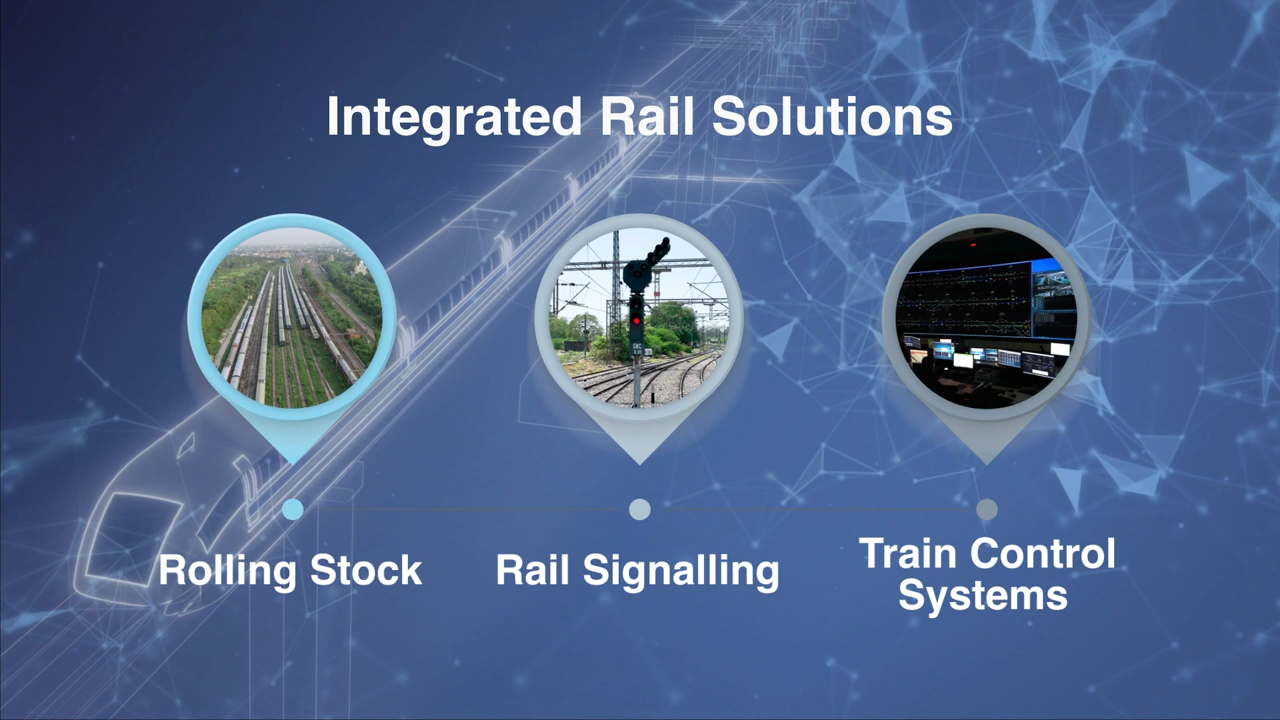 Integrated Rail Solutions
Rolling Stock
Rail Signalling
Train Control
Systems